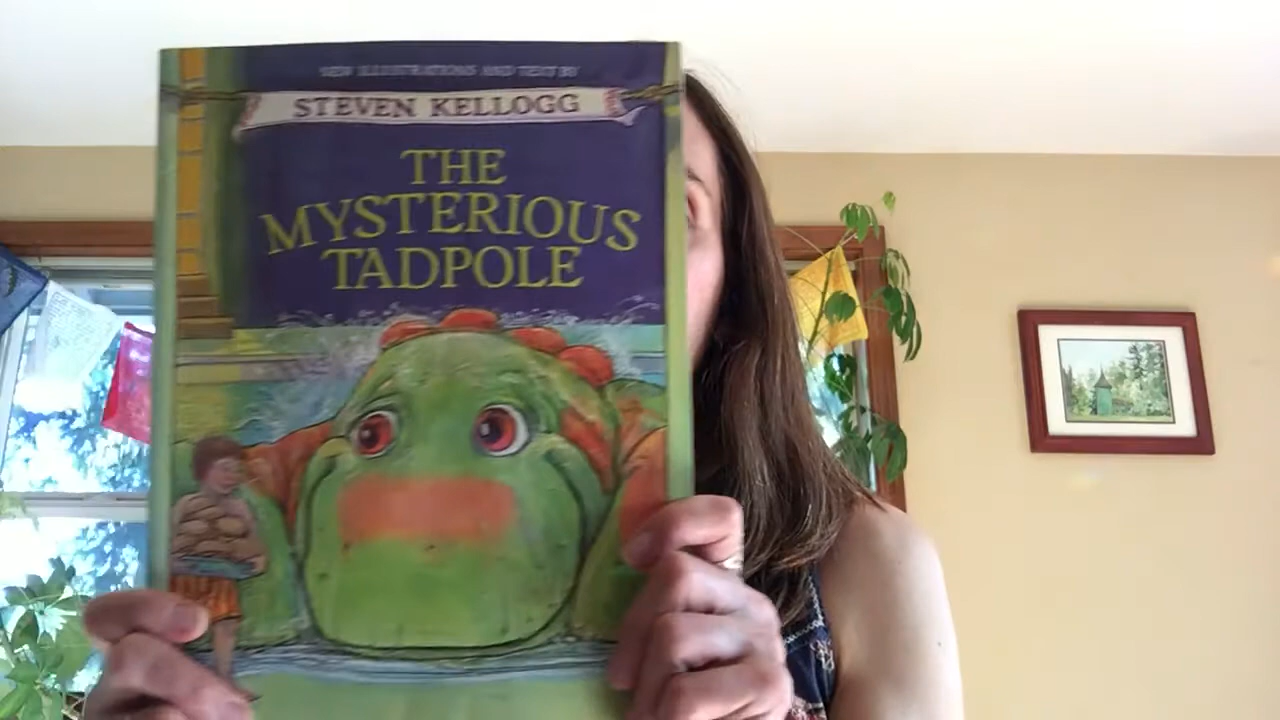 NEW ILLUSTRATIONS AND TEXT BY
STEVEN KELLOGG
THE
MYSTERIOUS
TADPOLE